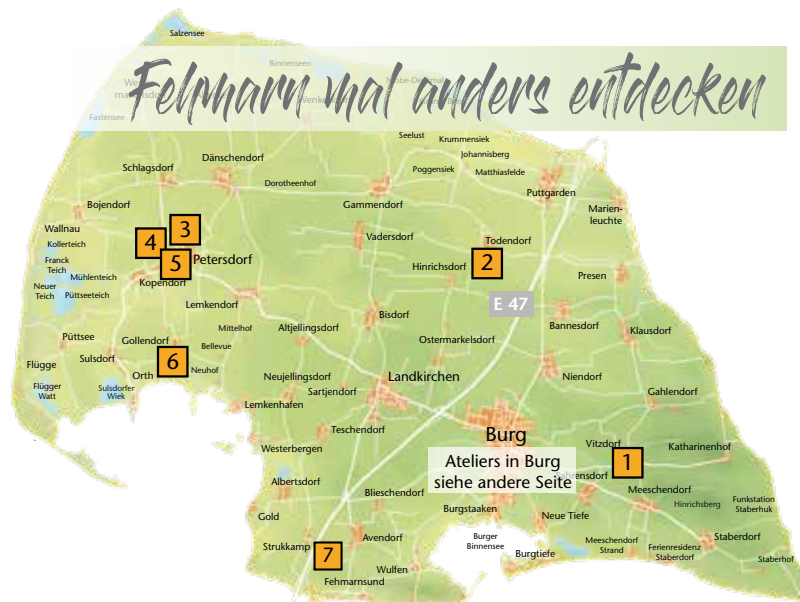 Salzensee
Binnenseen
Fehmarn mal anders entdecken
Fastensee
Seelust
Krummensiek
Johannisberg
Schlagsdorf
Dänschendorf
Poggensiek
Matthiasfelde
Dorotheenhof
Puttgarden
Bojendorf
Gammendorf
Marien-
leuchte
Wallnau
Kollerteich
3
4
Vadersdorf
Todendorf
Franck
Teich
5
Petersdorf
Hinrichsdorf
2
Presen
Mühlenteich
Kopendorf
Neuer
Teich
Püttseeteich
Lemkendorf
E 47
Bisdorf
Bannesdorf
Klausdorf
Mittelhof
Altjellingsdorf
Püttsee
Gollendorf
Bellevue
Ostermarkelsdorf
Sulsdorf
6
Flügge
Orth
Neuhof
Neujellingsdorf
Landkirchen
Niendorf
Flügger
Watt
Sulsdorfer
Wiek
Sartjendorf
Gahlendorf
Lemkenhafen
Teschendorf
Burg
Vitzdorf
Katharinenhof
Westerbergen
Ateliers in Burg
siehe andere Seite
1
Albertsdorf
Meeschendorf
Blieschendorf
Hinrichsberg
Funkstation
Staberhuk
Gold
Burgstaaken
Neue Tiefe
Strukkamp
7
Avendorf
Burger
Binnensee
Meeschendorf
Strand
Staberdorf
Burgtiefe
Ferienresidenz
Staberdorf
Staberhof
Wulfen
Fehmarnsund